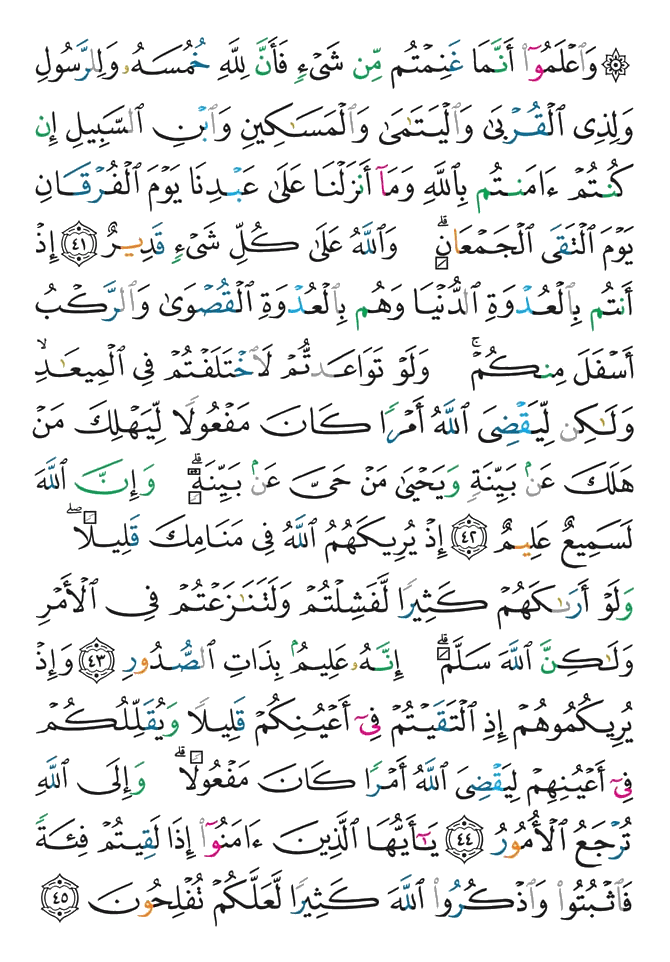 ۞ وَٱعْلَمُوٓا۟ أَنَّمَا غَنِمْتُم مِّن شَىْءٍ فَأَنَّ لِلَّهِ خُمُسَهُۥ وَلِلرَّسُولِ
وَلِذِى ٱلْقُرْبَىٰ وَٱلْيَتَـٰمَىٰ وَٱلْمَسَـٰكِينِ وَٱبْنِ ٱلسَّبِيلِ إِن
كُنتُمْ ءَامَنتُم بِٱللَّهِ وَمَآ أَنزَلْنَا عَلَىٰ عَبْدِنَا يَوْمَ ٱلْفُرْقَانِ
يَوْمَ ٱلْتَقَى ٱلْجَمْعَانِ ۗ وَٱللَّهُ عَلَىٰ كُلِّ شَىْءٍ قَدِيرٌ ٤١ إِذْ
أَنتُم بِٱلْعُدْوَةِ ٱلدُّنْيَا وَهُم بِٱلْعُدْوَةِ ٱلْقُصْوَىٰ وَٱلرَّكْبُ
أَسْفَلَ مِنكُمْ ۚ وَلَوْ تَوَاعَدتُّمْ لَٱخْتَلَفْتُمْ فِى ٱلْمِيعَـٰدِ ۙ
وَلَـٰكِن لِّيَقْضِىَ ٱللَّهُ أَمْرًا كَانَ مَفْعُولًا لِّيَهْلِكَ مَنْ
هَلَكَ عَنۢ بَيِّنَةٍ وَيَحْيَىٰ مَنْ حَىَّ عَنۢ بَيِّنَةٍ ۗ وَإِنَّ ٱللَّهَ
لَسَمِيعٌ عَلِيمٌ ٤٢ إِذْ يُرِيكَهُمُ ٱللَّهُ فِى مَنَامِكَ قَلِيلًا ۖ
وَلَوْ أَرَىٰكَهُمْ كَثِيرًا لَّفَشِلْتُمْ وَلَتَنَـٰزَعْتُمْ فِى ٱلْأَمْرِ
وَلَـٰكِنَّ ٱللَّهَ سَلَّمَ ۗ إِنَّهُۥ عَلِيمٌۢ بِذَاتِ ٱلصُّدُورِ ٤٣ وَإِذْ
يُرِيكُمُوهُمْ إِذِ ٱلْتَقَيْتُمْ فِىٓ أَعْيُنِكُمْ قَلِيلًا وَيُقَلِّلُكُمْ
فِىٓ أَعْيُنِهِمْ لِيَقْضِىَ ٱللَّهُ أَمْرًا كَانَ مَفْعُولًا ۗ وَإِلَى ٱللَّهِ
تُرْجَعُ ٱلْأُمُورُ ٤٤ يَـٰٓأَيُّهَا ٱلَّذِينَ ءَامَنُوٓا۟ إِذَا لَقِيتُمْ فِئَةً
فَٱثْبُتُوا۟ وَٱذْكُرُوا۟ ٱللَّهَ كَثِيرًا لَّعَلَّكُمْ تُفْلِحُونَ ٤٥